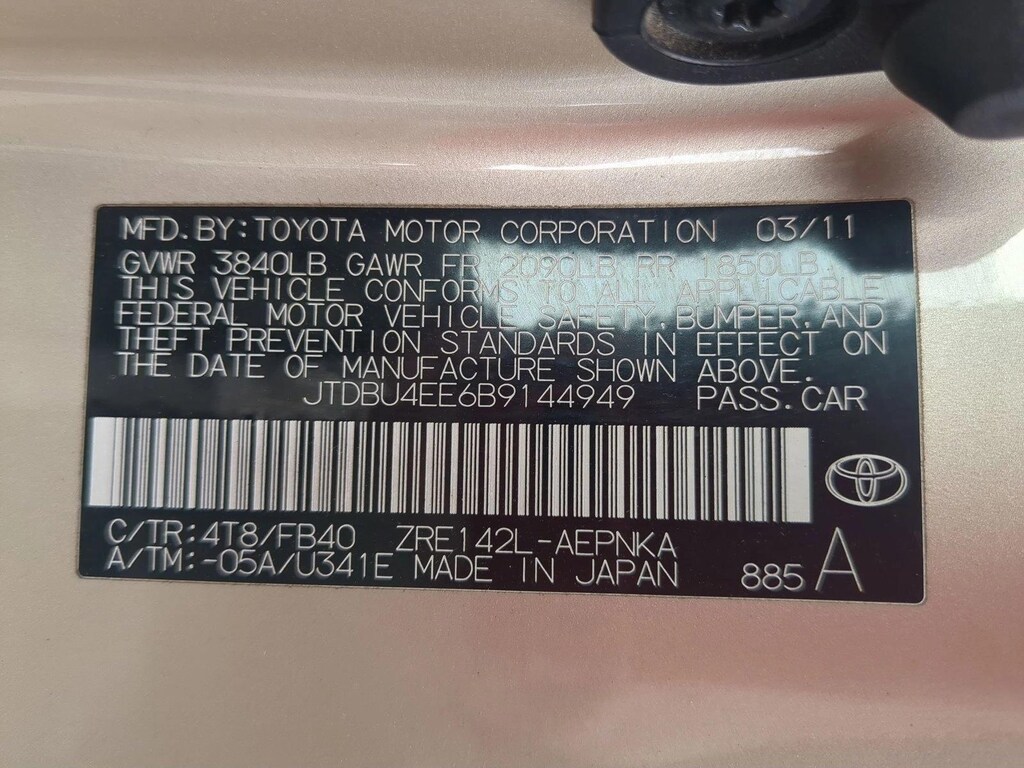 MFD.BY:TOYOTA MOTOR CORPORATION 03/11
GVWR 3840LB GAWR FR 2090LB RR 1850LB.
THIS VEHICLE CONFORMS TO ALL APPLICABLE
FEDERAL MOTOR VEHICLE SAFETY,BUMPER,AND
THEFT PREVENTION STANDARDS IN EFFECT ON
THE DATE OF MANUFACTURE SHOWN ABOVE.
JTDBU4EE6B9144949 PASS.CAR
C/TR:4T8/FB40 ZRE142L-AEPNKA
A/TM:-05A/U341E MADE IN JAPAN 885 A